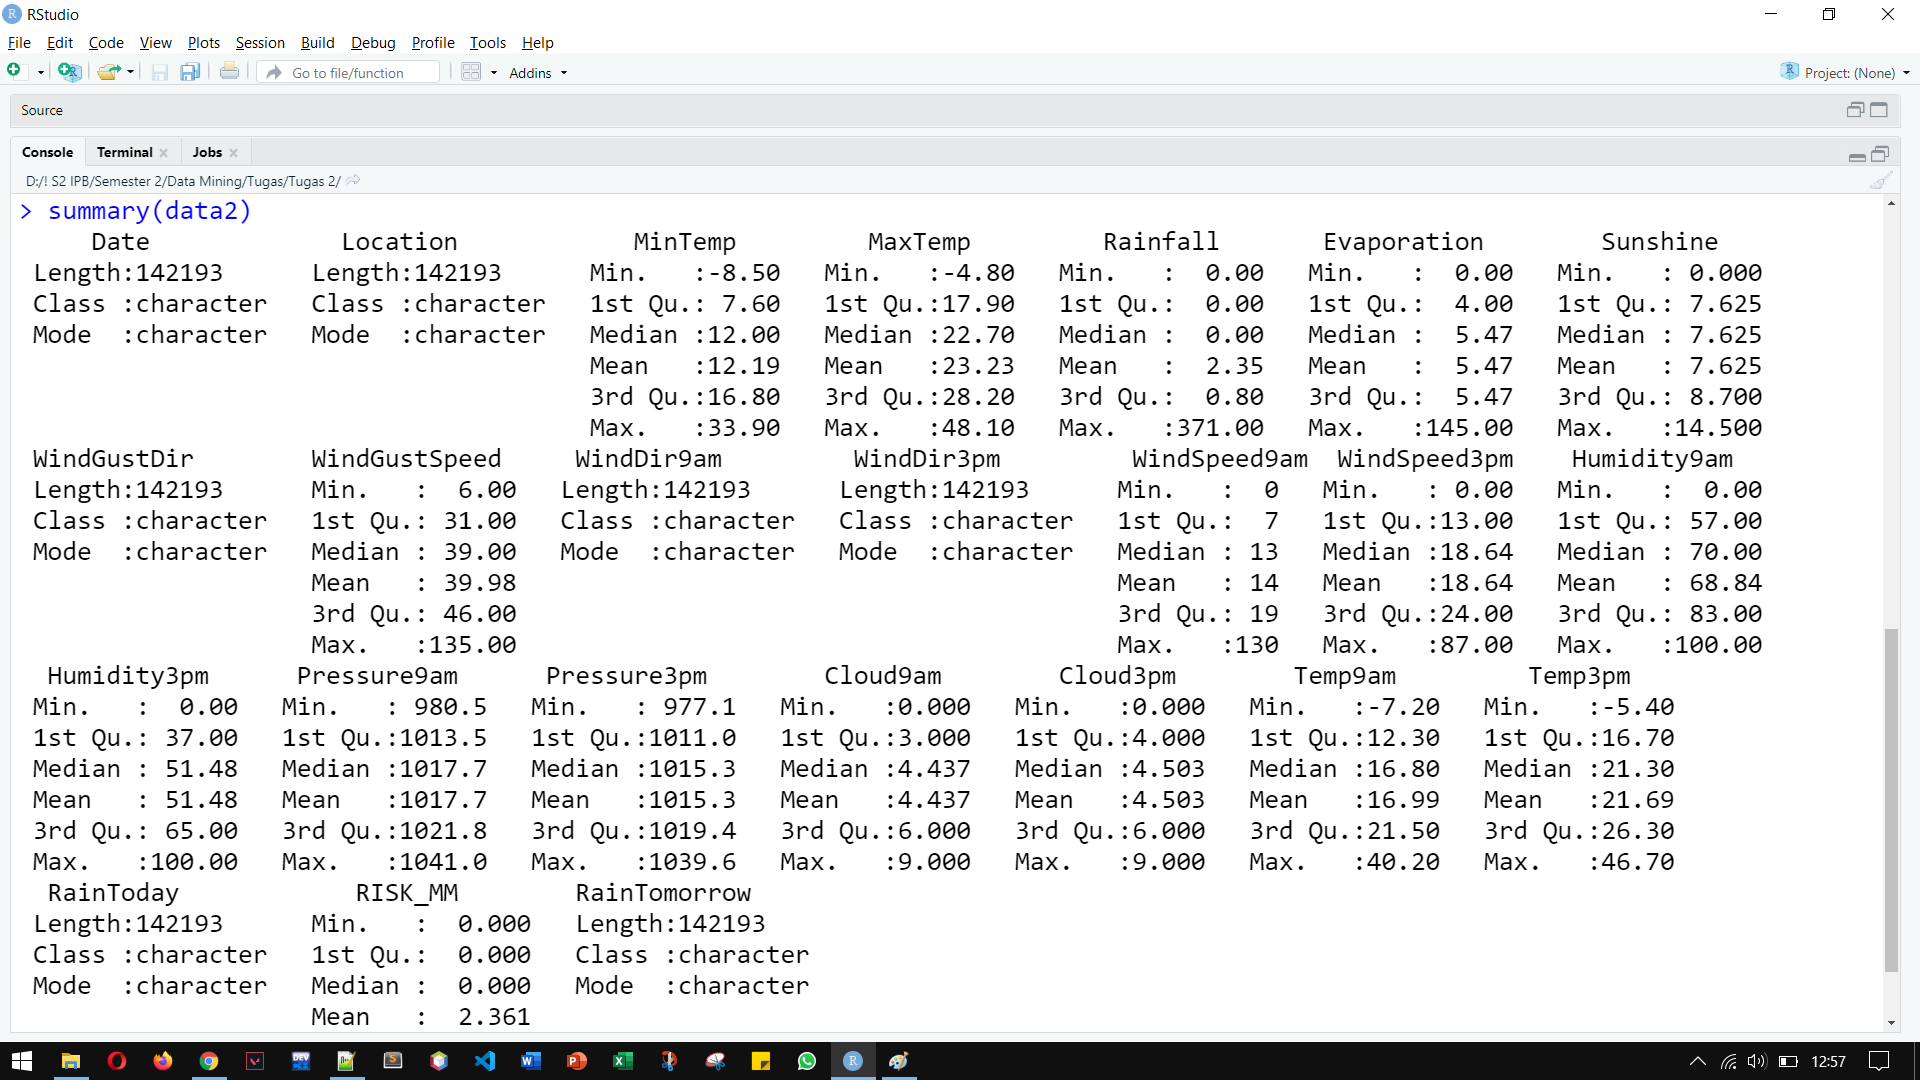 RStudio
File Edit Code View Plots Session Build Debug Profile Tools Help
Go to file/function Addins Project: (None)
Source
Console Terminal Jobs
D:/! S2 IPB/Semester 2/Data Mining/Tugas/Tugas 2/
> summary(data2)
Date Location MinTemp MaxTemp Rainfall Evaporation Sunshine
Length:142193 Length:142193 Min. :-8.50 Min. :-4.80 Min. : 0.00 Min. : 0.00 Min. : 0.000
Class :character Class :character 1st Qu.: 7.60 1st Qu.:17.90 1st Qu.: 0.00 1st Qu.: 4.00 1st Qu.: 7.625
Mode :character Mode :character Median :12.00 Median :22.70 Median : 0.00 Median : 5.47 Median : 7.625
Mean :12.19 Mean :23.23 Mean : 2.35 Mean : 5.47 Mean : 7.625
3rd Qu.:16.80 3rd Qu.:28.20 3rd Qu.: 0.80 3rd Qu.: 5.47 3rd Qu.: 8.700
Max. :33.90 Max. :48.10 Max. :371.00 Max. :145.00 Max. :14.500
WindGustDir WindGustSpeed WindDir9am WindDir3pm WindSpeed9am WindSpeed3pm Humidity9am
Length:142193 Min. : 6.00 Length:142193 Length:142193 Min. : 0 Min. : 0.00 Min. : 0.00
Class :character 1st Qu.: 31.00 Class :character Class :character 1st Qu.: 7 1st Qu.:13.00 1st Qu.: 57.00
Mode :character Median : 39.00 Mode :character Mode :character Median : 13 Median :18.64 Median : 70.00
Mean : 39.98 Mean : 14 Mean :18.64 Mean : 68.84
3rd Qu.: 46.00 3rd Qu.: 19 3rd Qu.:24.00 3rd Qu.: 83.00
Max. :135.00 Max. :130 Max. :87.00 Max. :100.00
Humidity3pm Pressure9am Pressure3pm Cloud9am Cloud3pm Temp9am Temp3pm
Min. : 0.00 Min. : 980.5 Min. : 977.1 Min. :0.000 Min. :0.000 Min. :-7.20 Min. :-5.40
1st Qu.: 37.00 1st Qu.:1013.5 1st Qu.:1011.0 1st Qu.:3.000 1st Qu.:4.000 1st Qu.:12.30 1st Qu.:16.70
Median : 51.48 Median :1017.7 Median :1015.3 Median :4.437 Median :4.503 Median :16.80 Median :21.30
Mean : 51.48 Mean :1017.7 Mean :1015.3 Mean :4.437 Mean :4.503 Mean :16.99 Mean :21.69
3rd Qu.: 65.00 3rd Qu.:1021.8 3rd Qu.:1019.4 3rd Qu.:6.000 3rd Qu.:6.000 3rd Qu.:21.50 3rd Qu.:26.30
Max. :100.00 Max. :1041.0 Max. :1039.6 Max. :9.000 Max. :9.000 Max. :40.20 Max. :46.70
RainToday RISK_MM RainTomorrow
Length:142193 Min. : 0.000 Length:142193
Class :character 1st Qu.: 0.000 Class :character
Mode :character Median : 0.000 Mode :character
Mean : 2.361
12:57